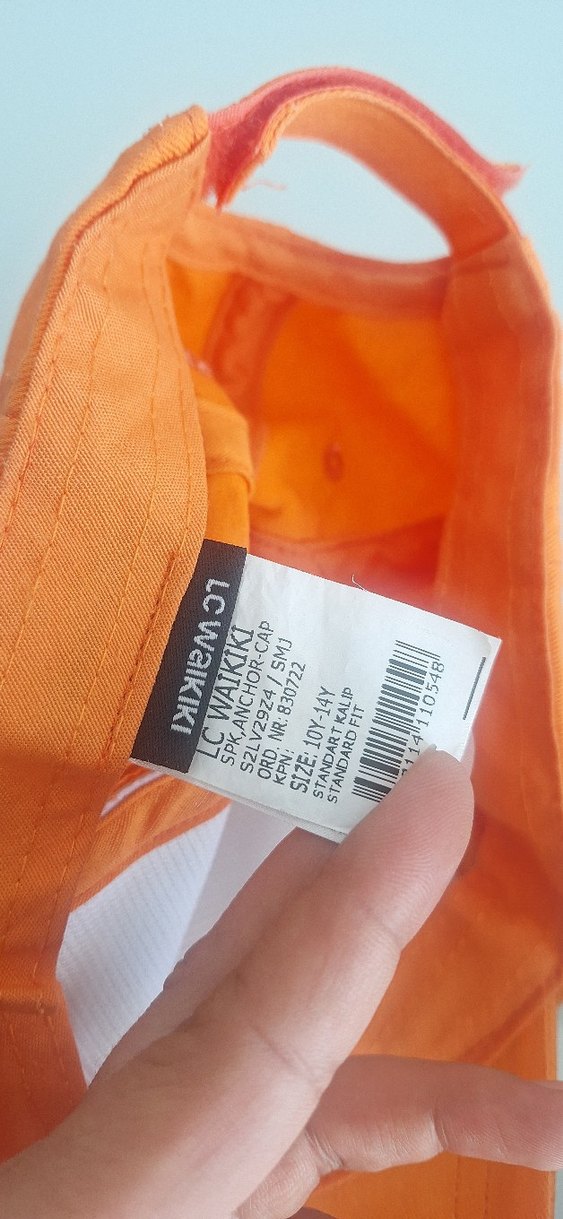 LC WAIKIKI
LC WAIKIKI
SPK,ANCHOR-CAP
S2LV29Z4 / SMJ
ORD. NR. 830722
KPN:
SIZE: 10Y-14Y
STANDART KALIP
STANDARD FIT